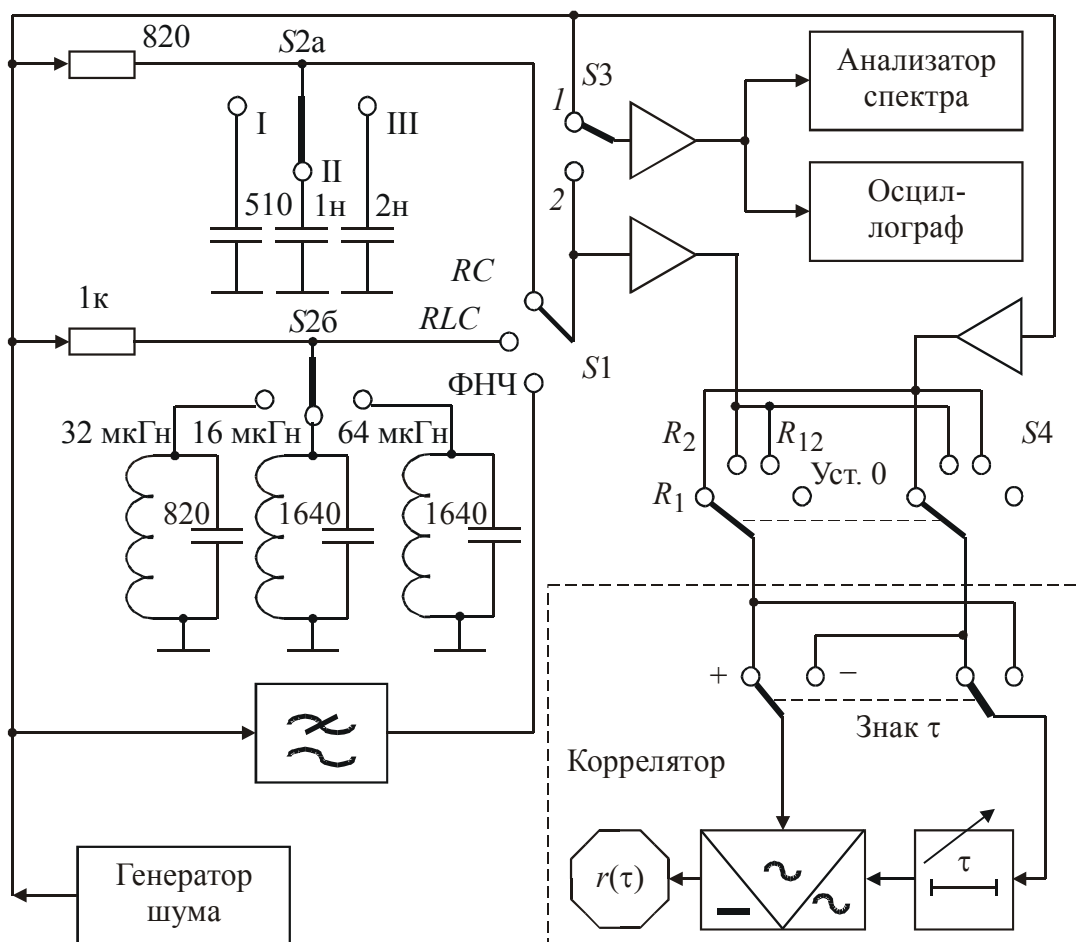 820
S2а
S3
1
Анализатор
спектра
I
III
II
510
1н
2н
2
Осцил-
лограф
RC
1к
S2б
RLC
S1
ФНЧ
32 мкГн
16 мкГн
64 мкГн
R2
R12
S4
Уст. 0
R1
820
1640
1640
+
−
Знак τ
Коррелятор
Генератор
шума
r(τ)
τ